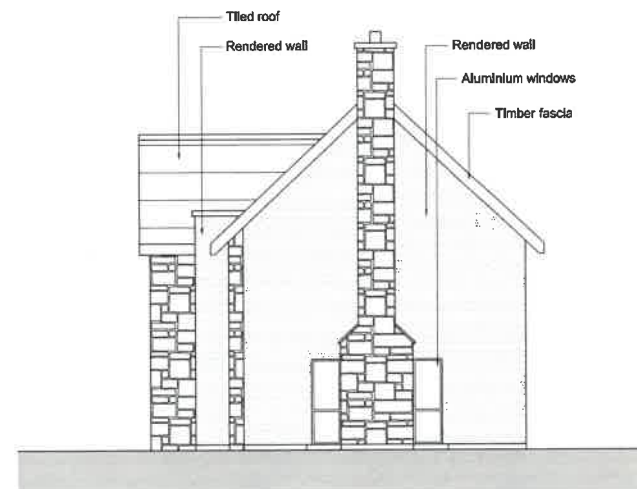 Tiled roof
Rendered wall
Rendered wall
Aluminium windows
Timber fascia